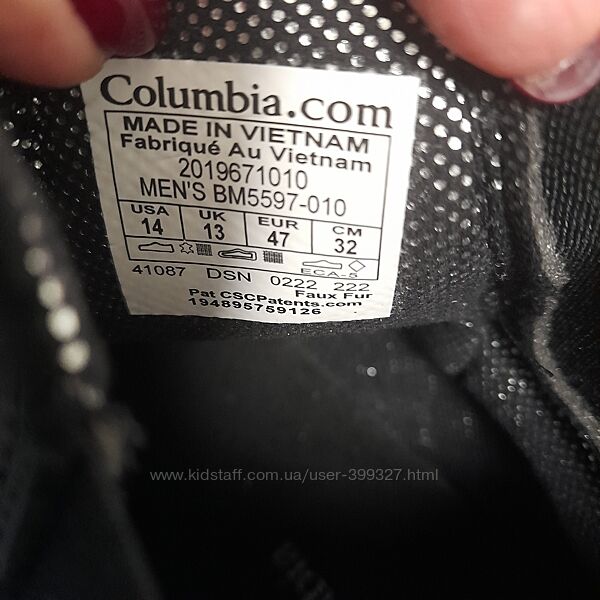 Columbia.com
MADE IN VIETNAM
Fabriqué Au Vietnam
2019671010
MEN'S BM5597-010
USA UK EUR CM
14 13 47 32
ECA-5
41087 DSN 0222 222
Faux Fur
Pat CSCPatents.com
194895759126
www.kidstaff.com.ua/user-399327.html